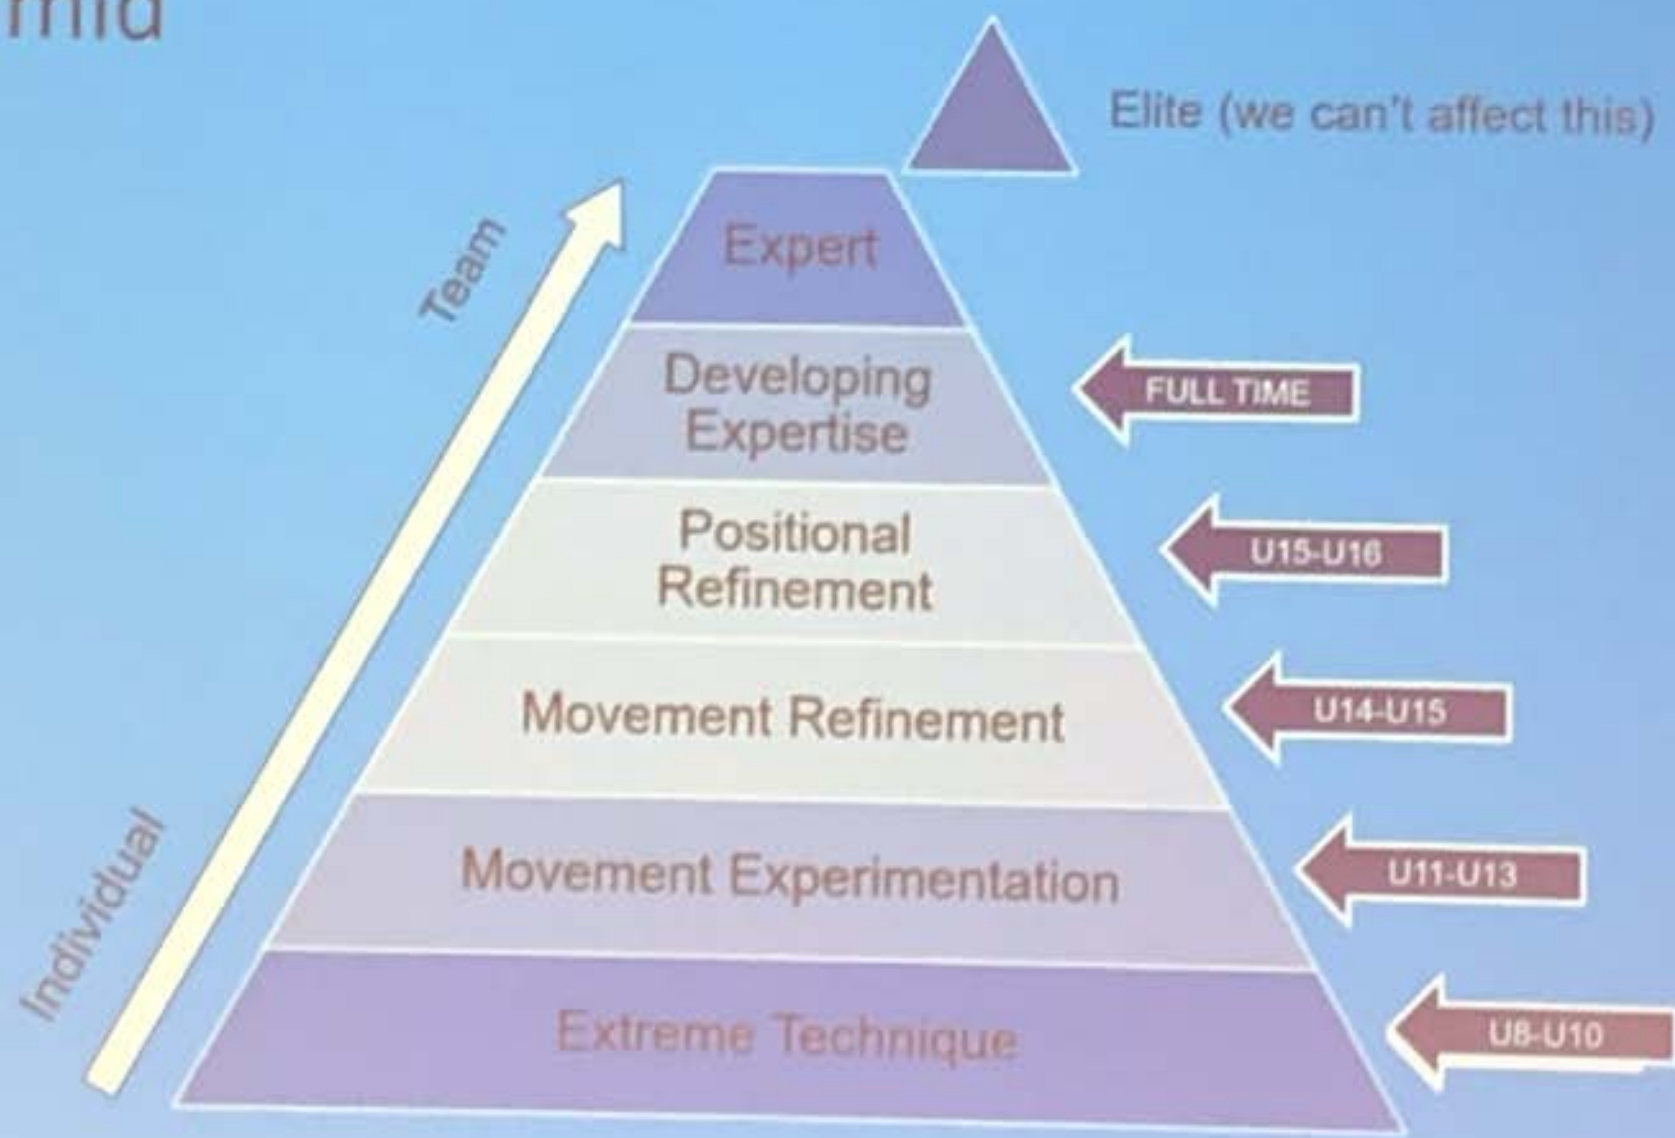 Elite (we can't affect this)
Team
Expert
Developing
Expertise
FULL TIME
Positional
Refinement
U15-U16
Movement Refinement
U14-U15
Individual
Movement Experimentation
U11-U13
Extreme Technique
U8-U10